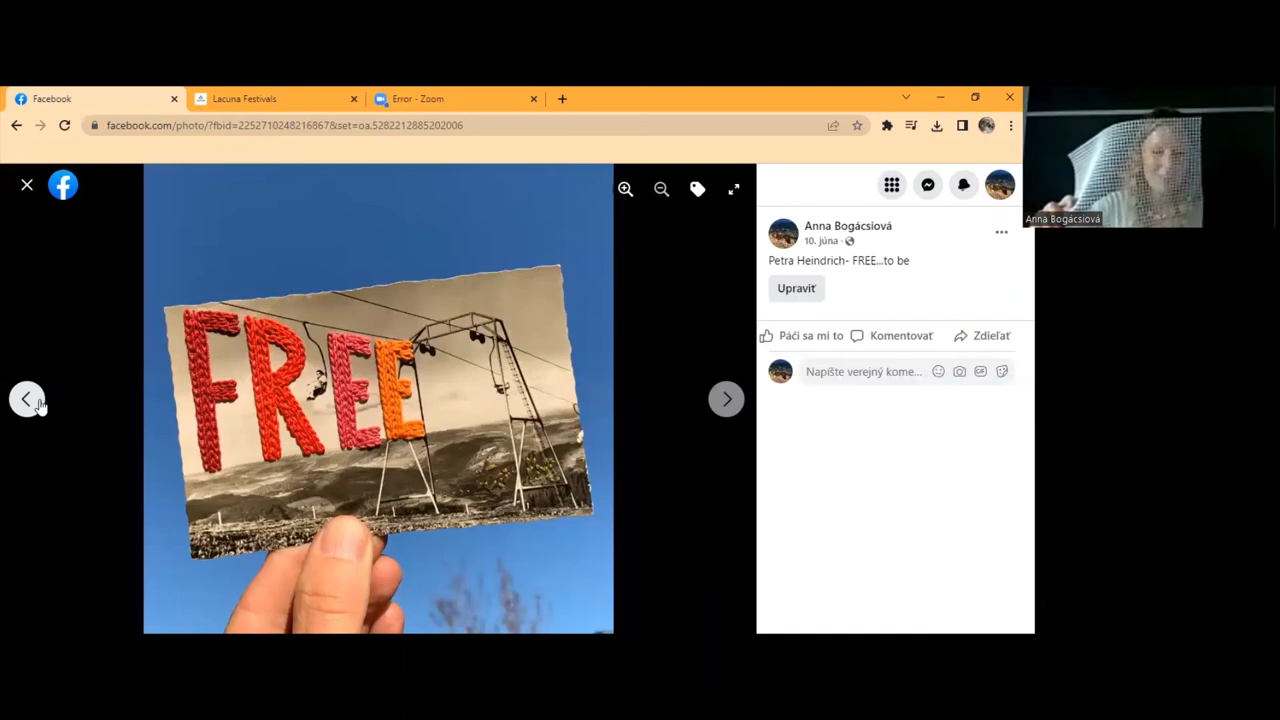 Facebook
Lacuna Festivals
Error - Zoom
facebook.com/photo/?fbid=2252710248216867&set=oa.5282212885202006
Anna Bogácsiová
FREE
Anna Bogácsiová
10. júna ·
Petra Heindrich- FREE...to be
Upraviť
Páči sa mi to
Komentovať
Zdieľať
Napíšte verejný kome...
GIF